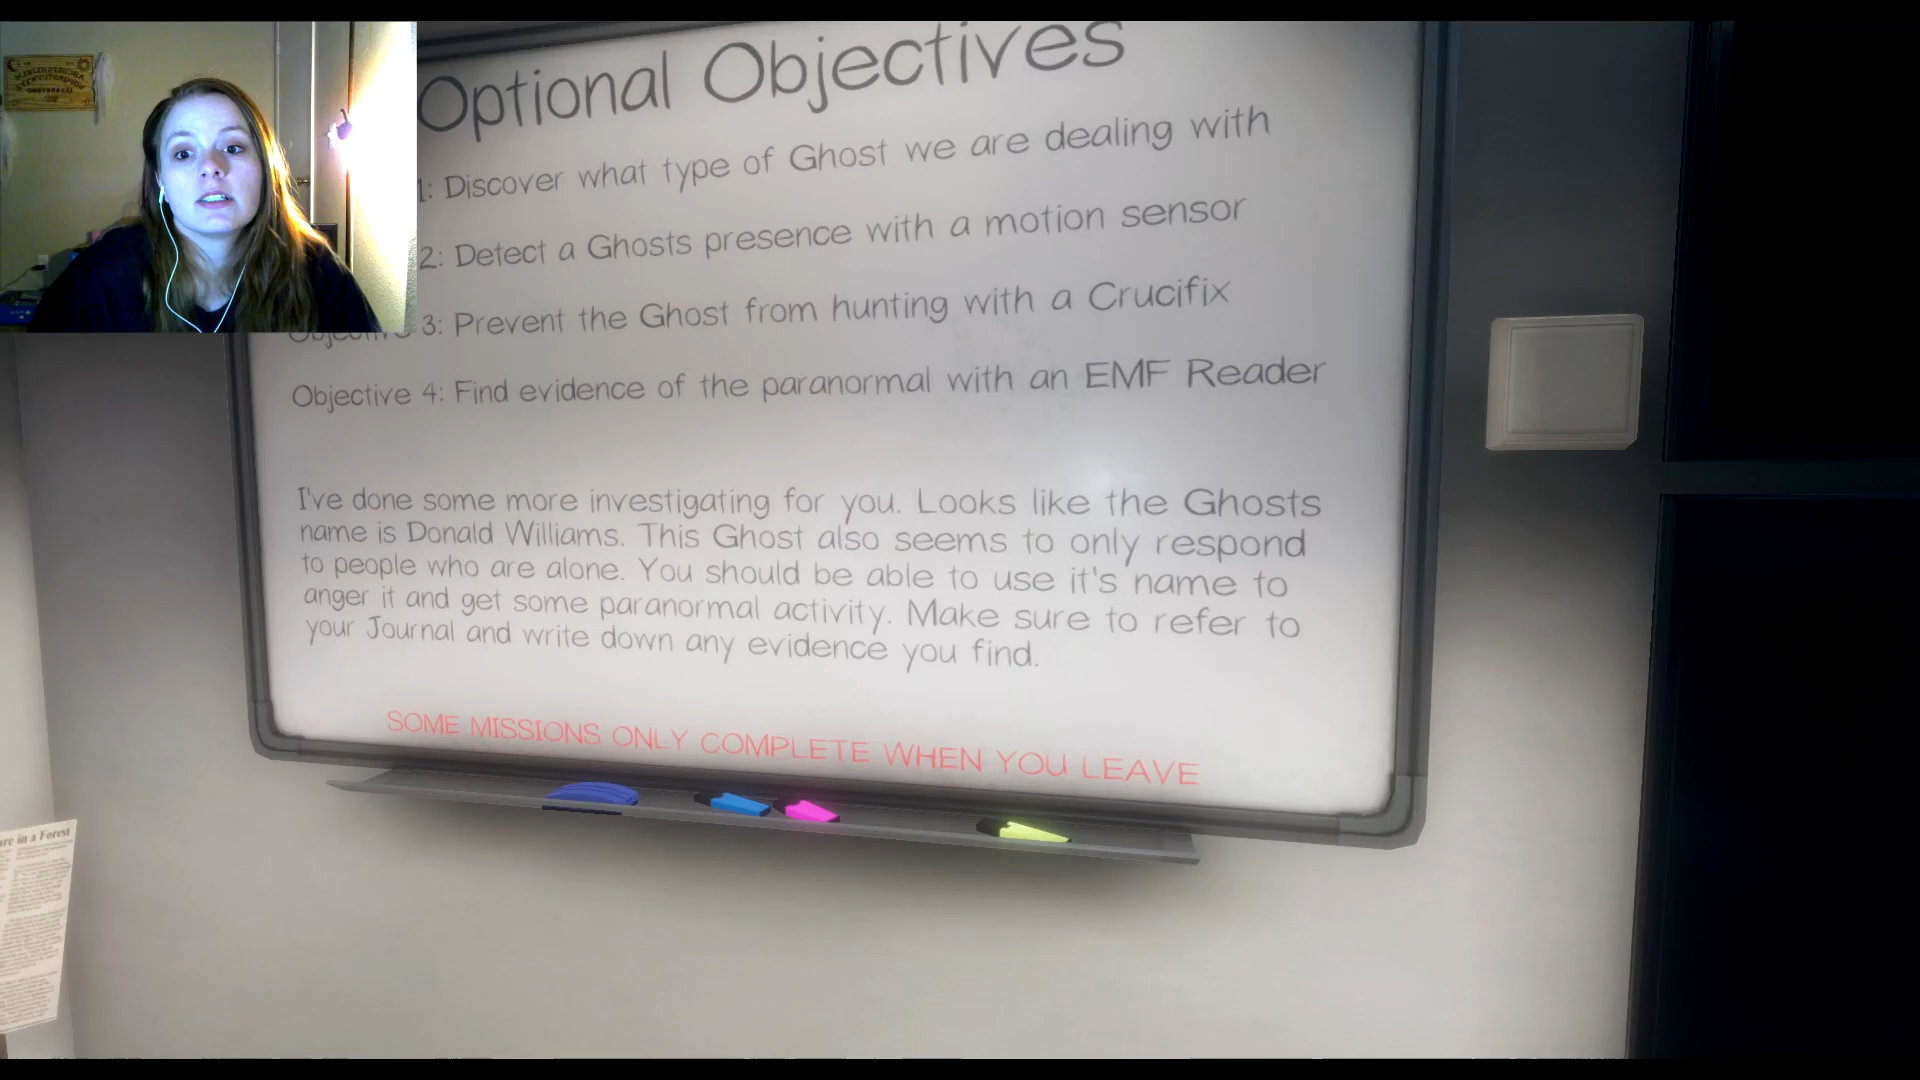 Optional Objectives
1: Discover what type of Ghost we are dealing with
2: Detect a Ghosts presence with a motion sensor
Objective 3: Prevent the Ghost from hunting with a Crucifix
Objective 4: Find evidence of the paranormal with an EMF Reader
I've done some more investigating for you. Looks like the Ghosts
name is Donald Williams. This Ghost also seems to only respond
to people who are alone. You should be able to use it's name to
anger it and get some paranormal activity. Make sure to refer to
your Journal and write down any evidence you find.
SOME MISSIONS ONLY COMPLETE WHEN YOU LEAVE
in a Forest